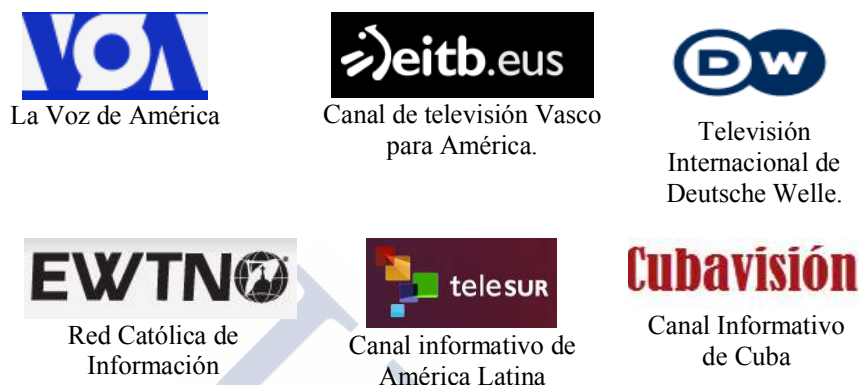 VOA
La Voz de América
eitb.eus
Canal de televisión Vasco
para América.
DW
Televisión
Internacional de
Deutsche Welle.
EWTN
Red Católica de
Información
teleSUR
Canal informativo de
América Latina
Cubavisión
Canal Informativo
de Cuba